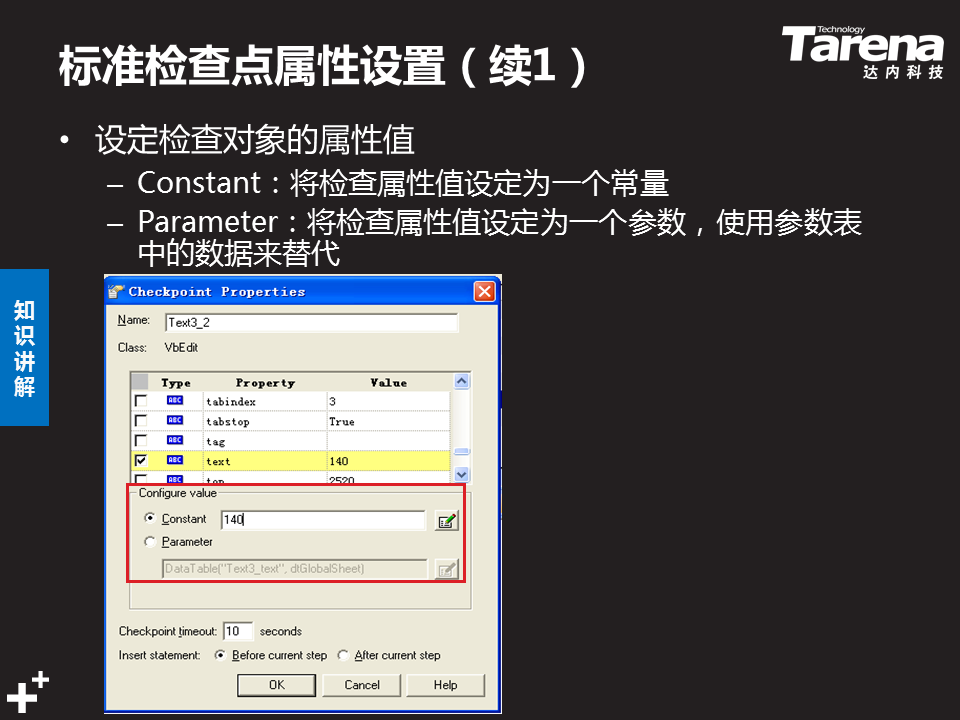 标准检查点属性设置（续1）
Technology
Tarena
达内科技
• 设定检查对象的属性值
– Constant：将检查属性值设定为一个常量
– Parameter：将检查属性值设定为一个参数，使用参数表
中的数据来替代
知识讲解
Checkpoint Properties
Name: Text3_2
Class: VbEdit
Type Property Value
ABC tabindex 3
ABC tabstop True
ABC tag
ABC text 140
ABC top 2520
Configure value
Constant 140
Parameter
DataTable("Text3_text", dtGlobalSheet)
Checkpoint timeout: 10 seconds
Insert statement: Before current step After current step
OK Cancel Help